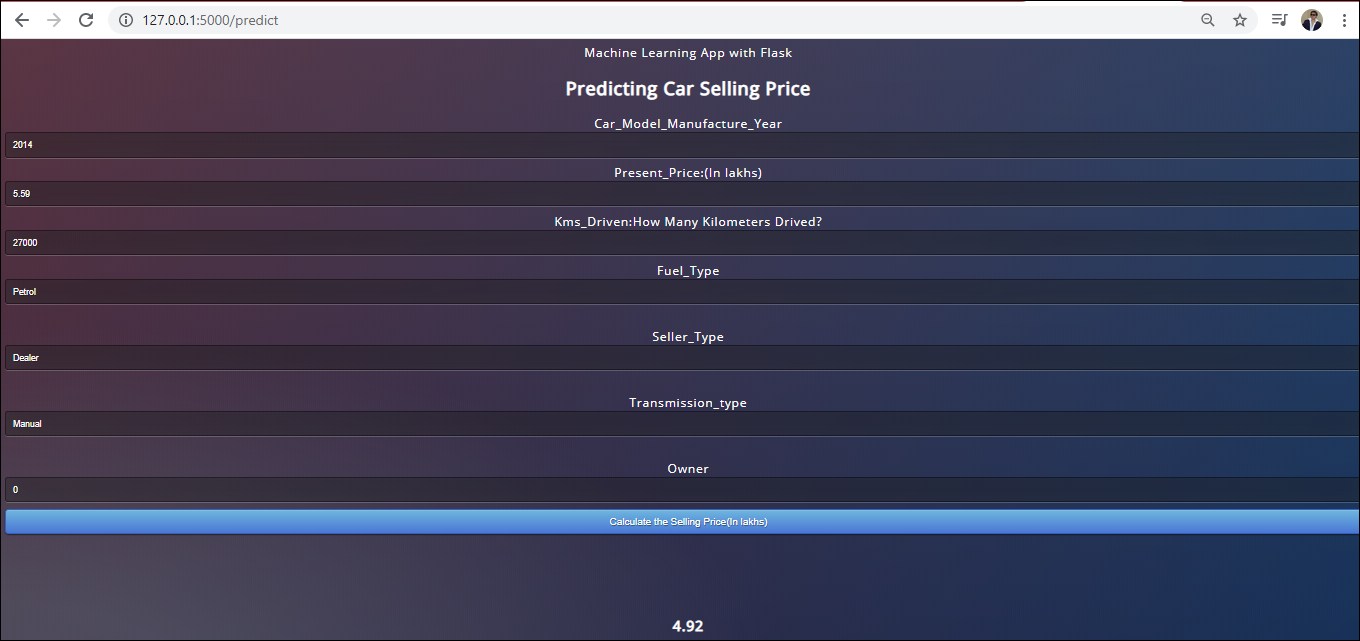 127.0.0.1:5000/predict
Machine Learning App with Flask
Predicting Car Selling Price
Car_Model_Manufacture_Year
2014
Present_Price:(In lakhs)
5.59
Kms_Driven:How Many Kilometers Drived?
27000
Fuel_Type
Petrol
Seller_Type
Dealer
Transmission_type
Manual
Owner
0
Calculate the Selling Price(In lakhs)
4.92